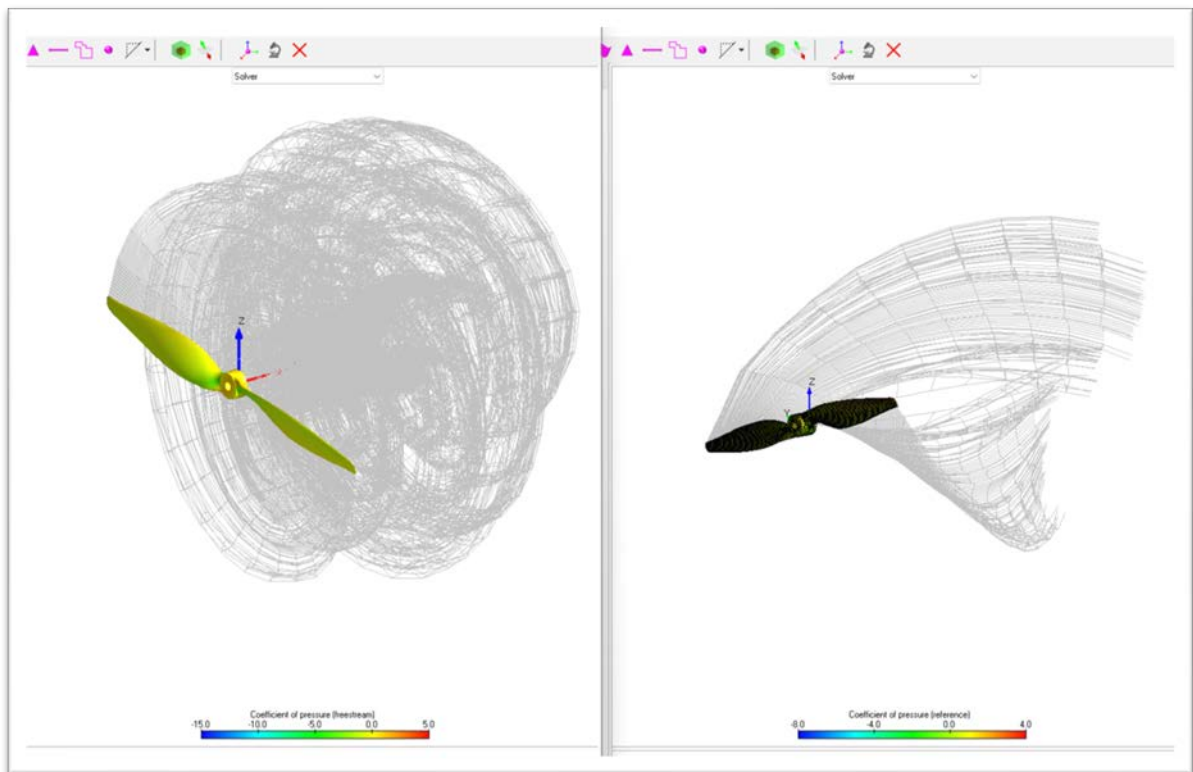 Solver
Z
Coefficient of pressure (freestream)
-15.0 -10.0 -5.0 0.0 5.0
Solver
Z
Y
Coefficient of pressure (reference)
-8.0 -4.0 0.0 4.0